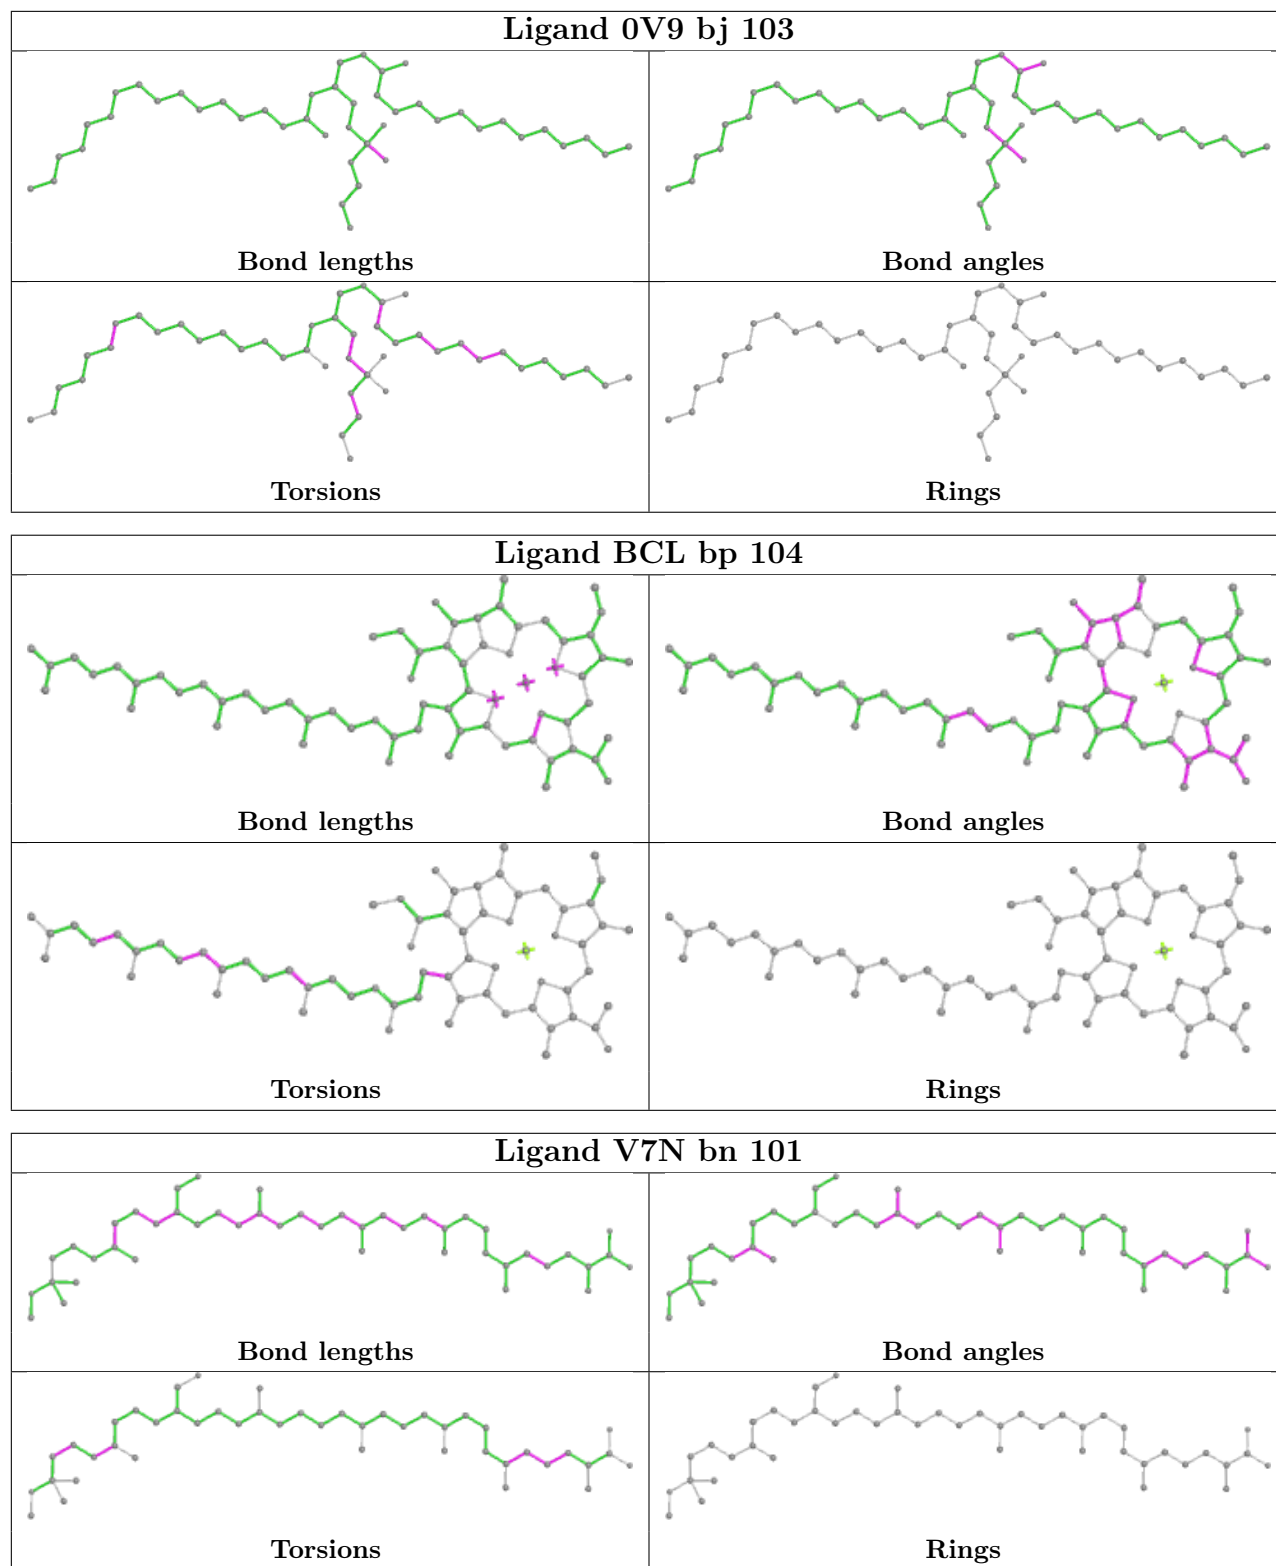 Ligand 0V9 bj 103
Bond lengths
Bond angles
Torsions
Rings
Ligand BCL bp 104
Bond lengths
Bond angles
Torsions
Rings
Ligand V7N bn 101
Bond lengths
Bond angles
Torsions
Rings